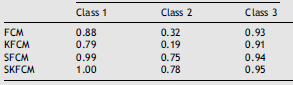 Class 1 Class 2 Class 3
FCM 0.88 0.32 0.93
KFCM 0.79 0.19 0.91
SFCM 0.99 0.75 0.94
SKFCM 1.00 0.78 0.95